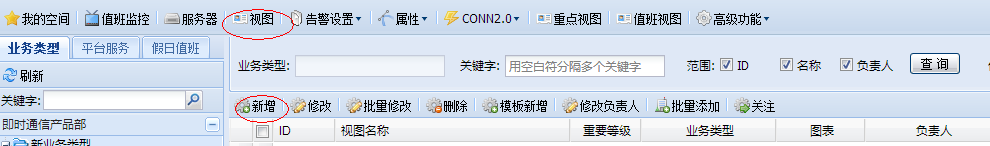 我的空间 值班监控 服务器 视图 告警设置 属性 CONN2.0 重点视图 值班视图 高级功能
业务类型 平台服务 假日值班
刷新
关键字:
即时通信产品部
新业务类型
业务类型: 关键字: 用空白符分隔多个关键字 范围: ID 名称 负责人 查 询
新增 修改 批量修改 删除 模板新增 修改负责人 批量添加 关注
ID 视图名称 重要等级 业务类型 图表 负责人